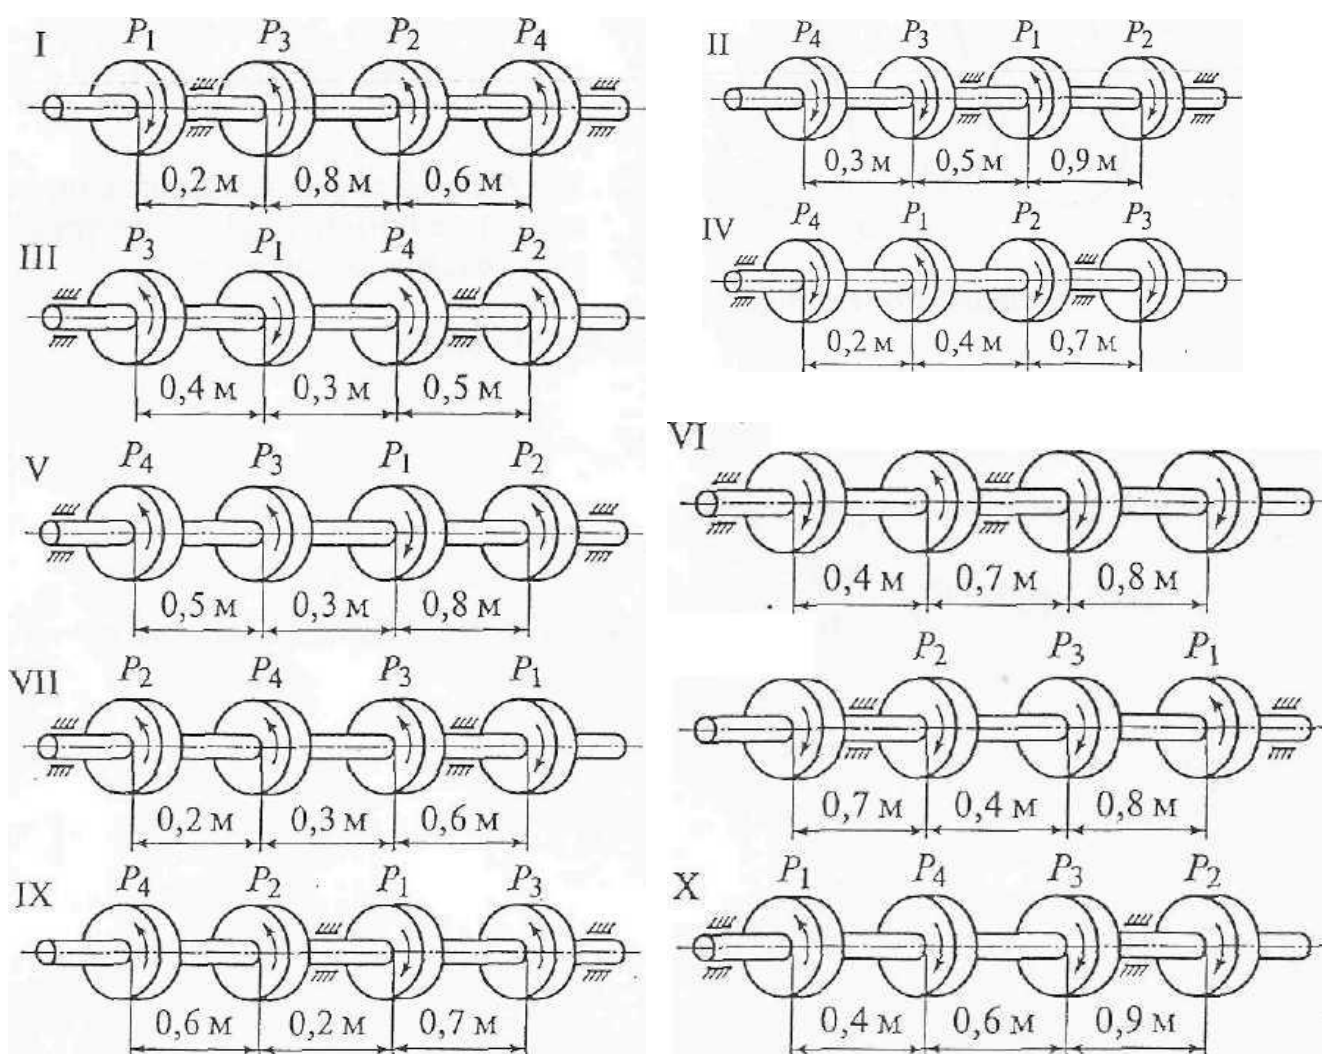 I P₁ P₃ P₂ P₄
0,2 м 0,8 м 0,6 м
II P₄ P₃ P₁ P₂
0,3 м 0,5 м 0,9 м
III P₃ P₁ P₄ P₂
0,4 м 0,3 м 0,5 м
IV P₄ P₁ P₂ P₃
0,2 м 0,4 м 0,7 м
V P₄ P₃ P₁ P₂
0,5 м 0,3 м 0,8 м
VI
0,4 м 0,7 м 0,8 м
VII P₂ P₄ P₃ P₁
0,2 м 0,3 м 0,6 м
P₂ P₃ P₁
0,7 м 0,4 м 0,8 м
IX P₄ P₂ P₁ P₃
0,6 м 0,2 м 0,7 м
X P₁ P₄ P₃ P₂
0,4 м 0,6 м 0,9 м